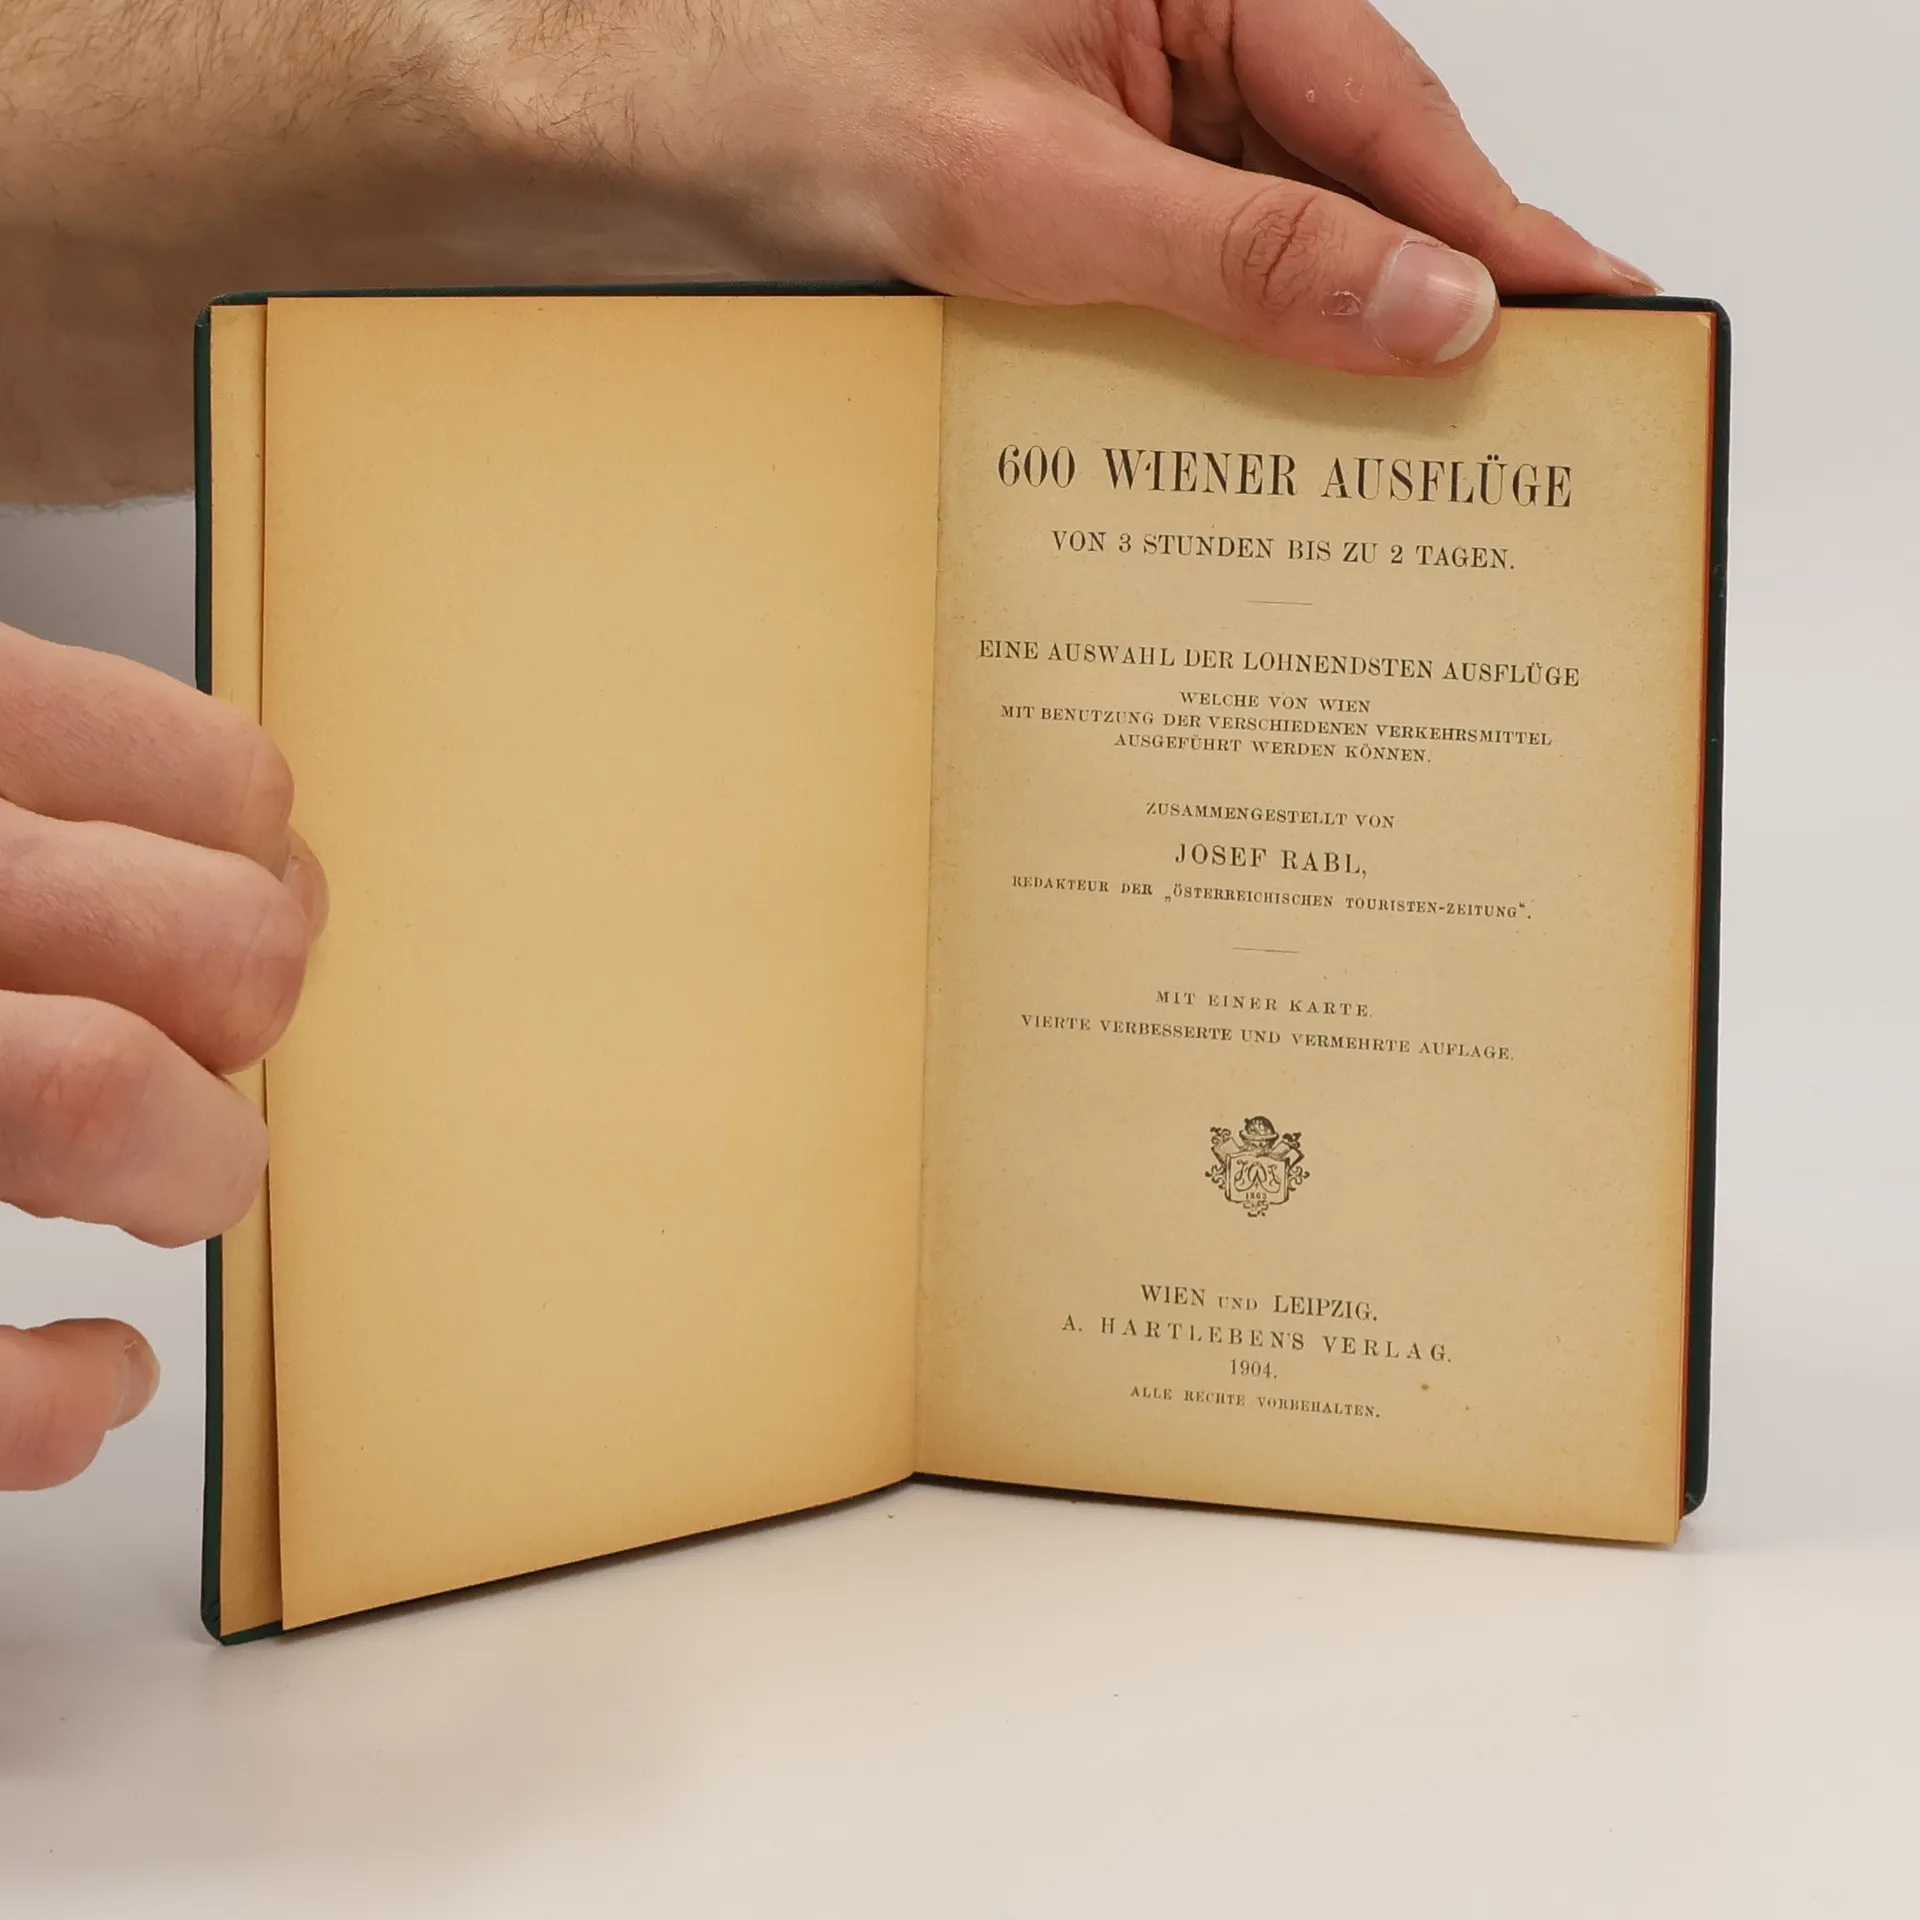 600 WIENER AUSFLÜGE
VON 3 STUNDEN BIS ZU 2 TAGEN.
EINE AUSWAHL DER LOHNENDSTEN AUSFLÜGE
WELCHE VON WIEN
MIT BENUTZUNG DER VERSCHIEDENEN VERKEHRSMITTEL
AUSGEFÜHRT WERDEN KÖNNEN.
ZUSAMMENGESTELLT VON
JOSEF RABL,
REDAKTEUR DER „ÖSTERREICHISCHEN TOURISTEN-ZEITUNG“.
MIT EINER KARTE.
VIERTE VERBESSERTE UND VERMEHRTE AUFLAGE.
WIEN UND LEIPZIG.
A. HARTLEBEN'S VERLAG.
1904.
ALLE RECHTE VORBEHALTEN.